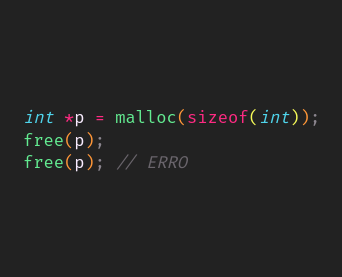 int *p = malloc(sizeof(int));
free(p);
free(p); // ERRO